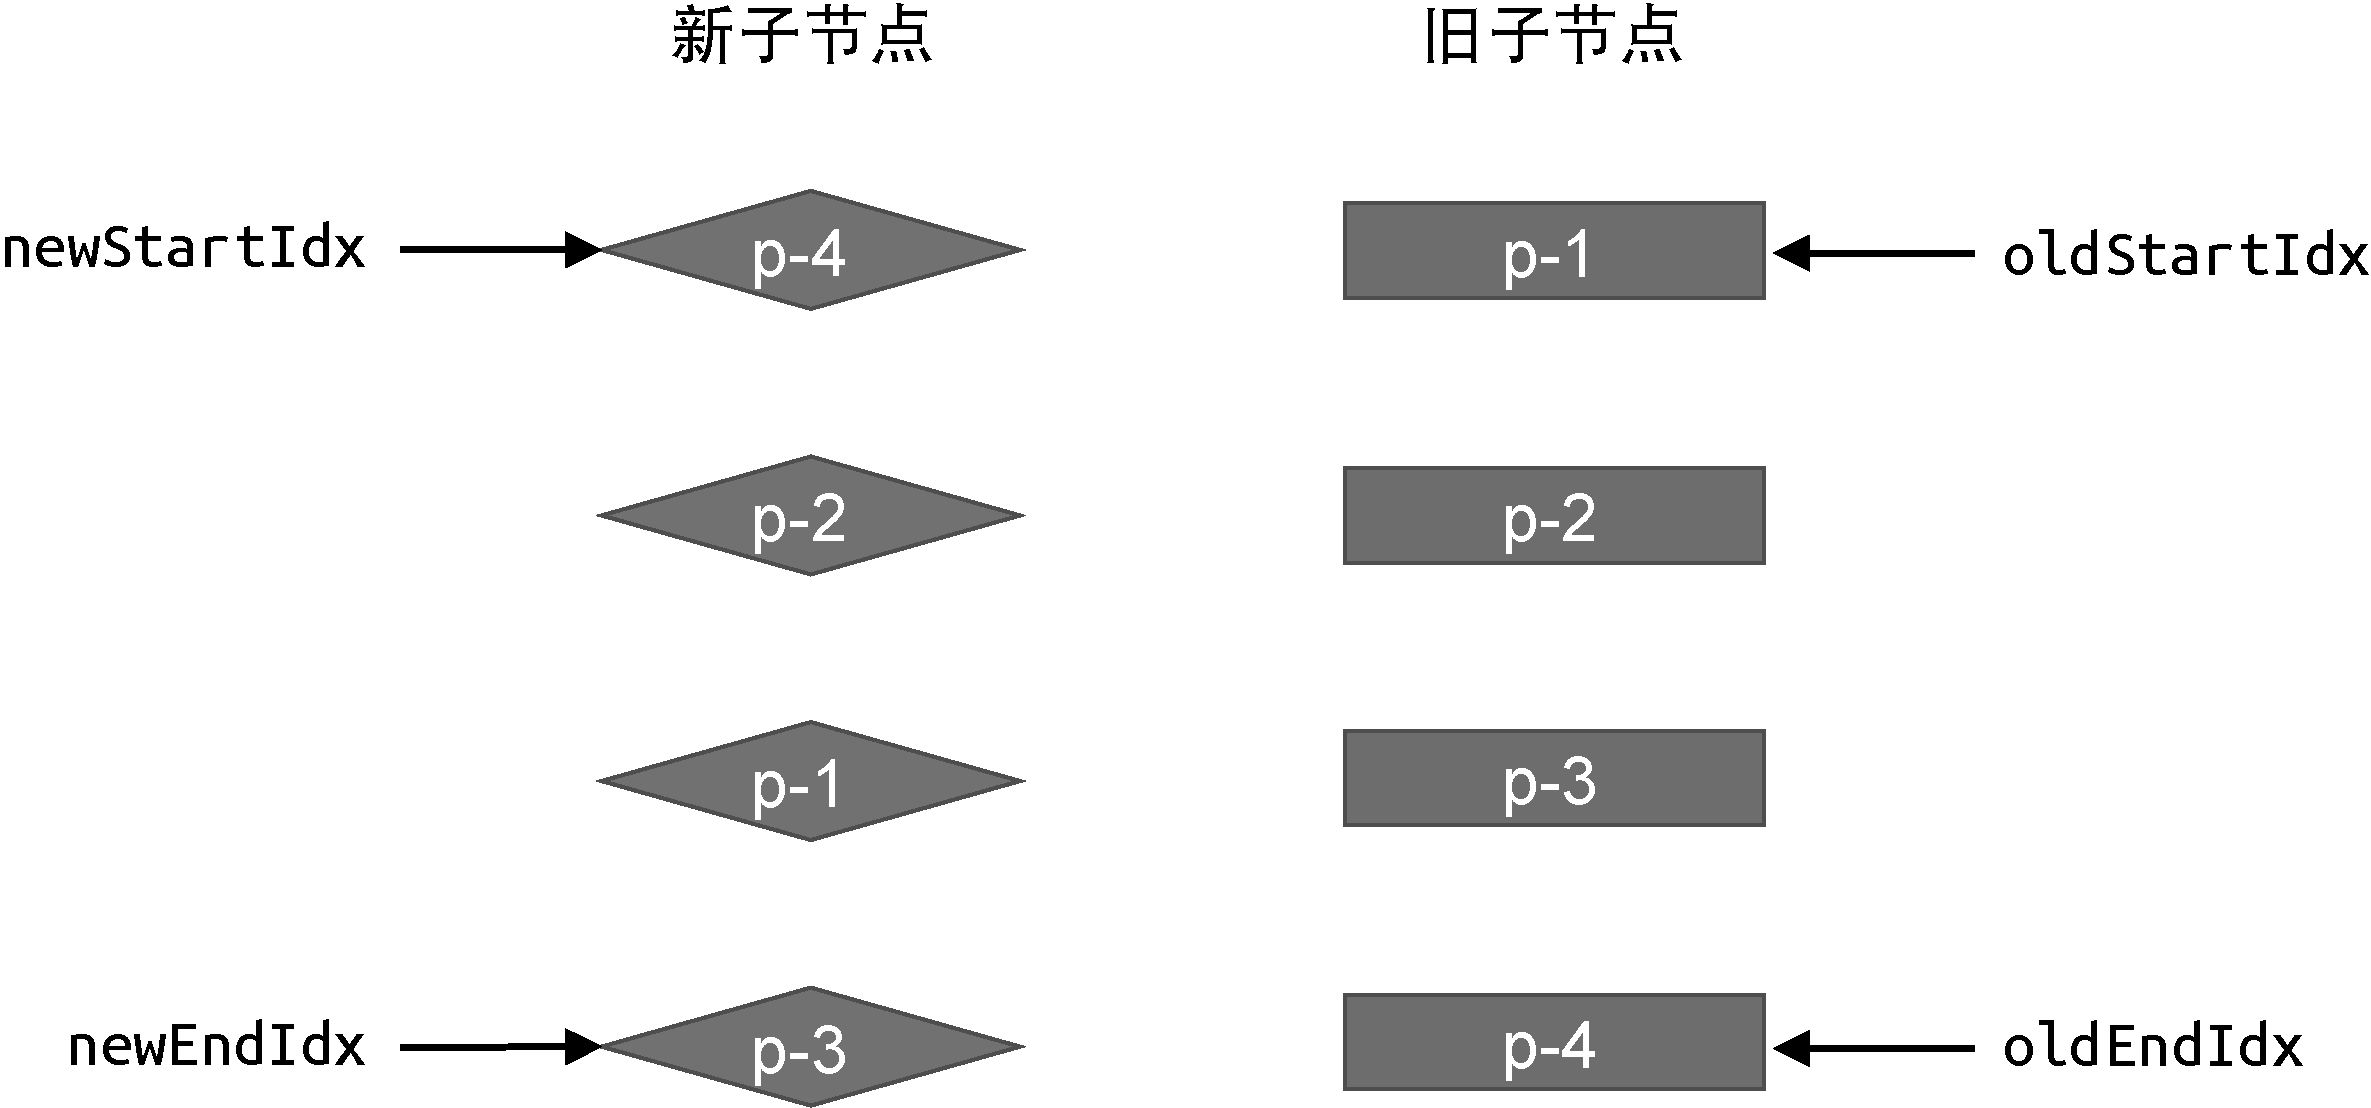 新子节点 旧子节点
newStartIdx p-4 p-1 oldStartIdx
p-2 p-2
p-1 p-3
newEndIdx p-3 p-4 oldEndIdx